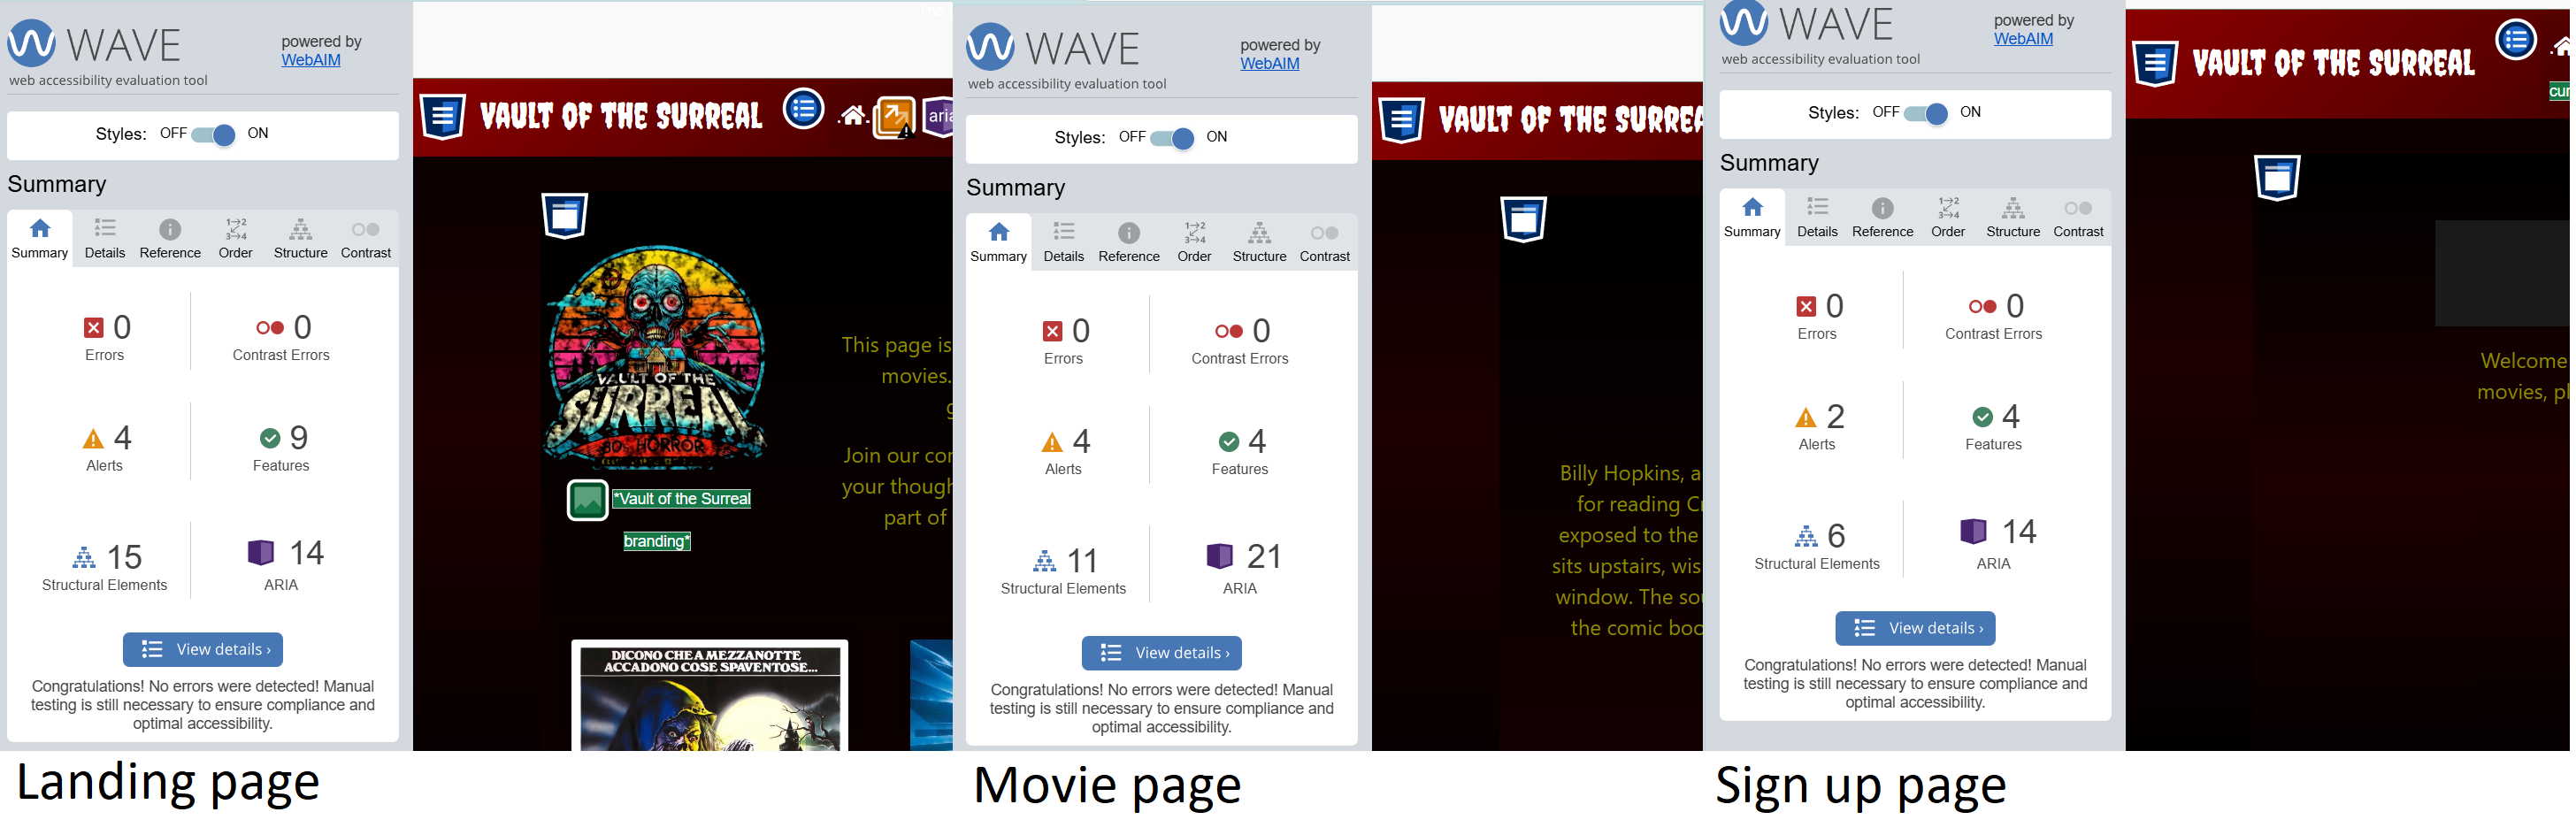 WAVE
powered by
WebAIM
web accessibility evaluation tool
Styles: OFF ON
Summary
Summary Details Reference Order Structure Contrast
0
Errors
0
Contrast Errors
4
Alerts
9
Features
15
Structural Elements
14
ARIA
View details ›
Congratulations! No errors were detected! Manual
testing is still necessary to ensure compliance and
optimal accessibility.
VAULT OF THE SURREAL
aria
VAULT OF THE
SURREAL
80s HORROR
*Vault of the Surreal
branding*
This page is
movies.
g
Join our cor
your though
part of
DICONO CHE A MEZZANOTTE
ACCADONO COSE SPAVENTOSE...
Landing page
WAVE
powered by
WebAIM
web accessibility evaluation tool
Styles: OFF ON
Summary
Summary Details Reference Order Structure Contrast
0
Errors
0
Contrast Errors
4
Alerts
4
Features
11
Structural Elements
21
ARIA
View details ›
Congratulations! No errors were detected! Manual
testing is still necessary to ensure compliance and
optimal accessibility.
VAULT OF THE SURREA
Billy Hopkins, a
for reading Cr
exposed to the
sits upstairs, wis
window. The sou
the comic boo
Movie page
WAVE
powered by
WebAIM
web accessibility evaluation tool
Styles: OFF ON
Summary
Summary Details Reference Order Structure Contrast
0
Errors
0
Contrast Errors
2
Alerts
4
Features
6
Structural Elements
14
ARIA
View details ›
Congratulations! No errors were detected! Manual
testing is still necessary to ensure compliance and
optimal accessibility.
VAULT OF THE SURREAL
cur
Welcome
movies, pl
Sign up page